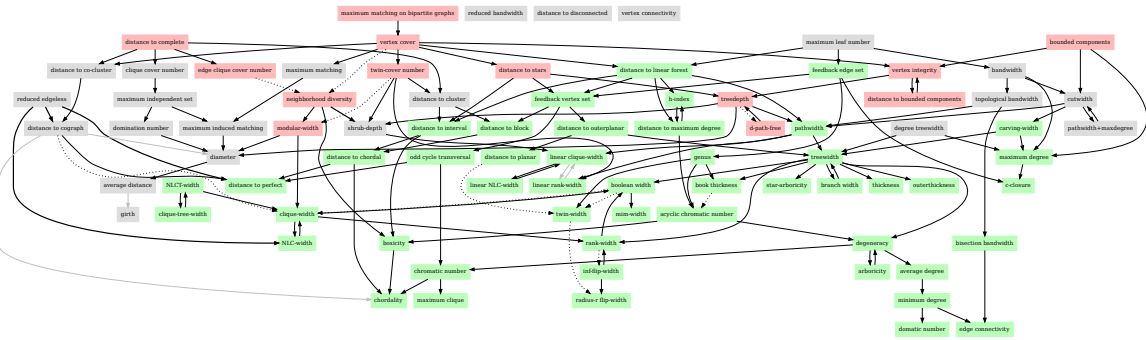 maximum matching on bipartite graphs
reduced bandwidth
distance to disconnected
vertex connectivity
distance to complete
vertex cover
maximum leaf number
bounded components
distance to co-cluster
clique cover number
edge clique cover number
maximum matching
twin-cover number
distance to stars
distance to linear forest
feedback edge set
vertex integrity
bandwidth
reduced edgeless
maximum independent set
neighborhood diversity
distance to cluster
feedback vertex set
h-index
treedepth
distance to bounded components
topological bandwidth
cutwidth
distance to cograph
domination number
maximum induced matching
modular-width
shrub-depth
distance to interval
distance to block
distance to outerplanar
distance to maximum degree
d-path-free
pathwidth
degree treewidth
carving-width
pathwidth+maxdegree
diameter
distance to chordal
odd cycle transversal
distance to planar
linear clique-width
genus
treewidth
maximum degree
average distance
NLCT-width
distance to perfect
linear NLC-width
linear rank-width
boolean width
book thickness
star-arboricity
branch width
thickness
outerthickness
c-closure
girth
clique-tree-width
clique-width
twin-width
mim-width
acyclic chromatic number
NLC-width
boxicity
rank-width
degeneracy
bisection bandwidth
chromatic number
inf-flip-width
arboricity
average degree
chordality
maximum clique
radius-r flip-width
minimum degree
domatic number
edge connectivity